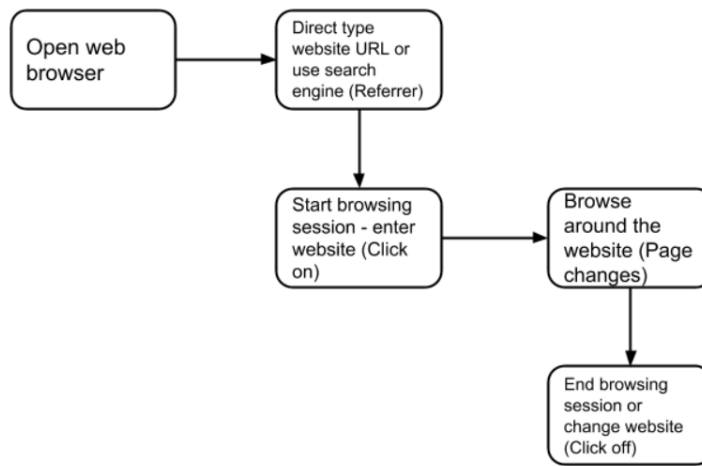 Open web
browser
Direct type
website URL or
use search
engine (Referrer)
Start browsing
session - enter
website (Click
on)
Browse
around the
website (Page
changes)
End browsing
session or
change website
(Click off)